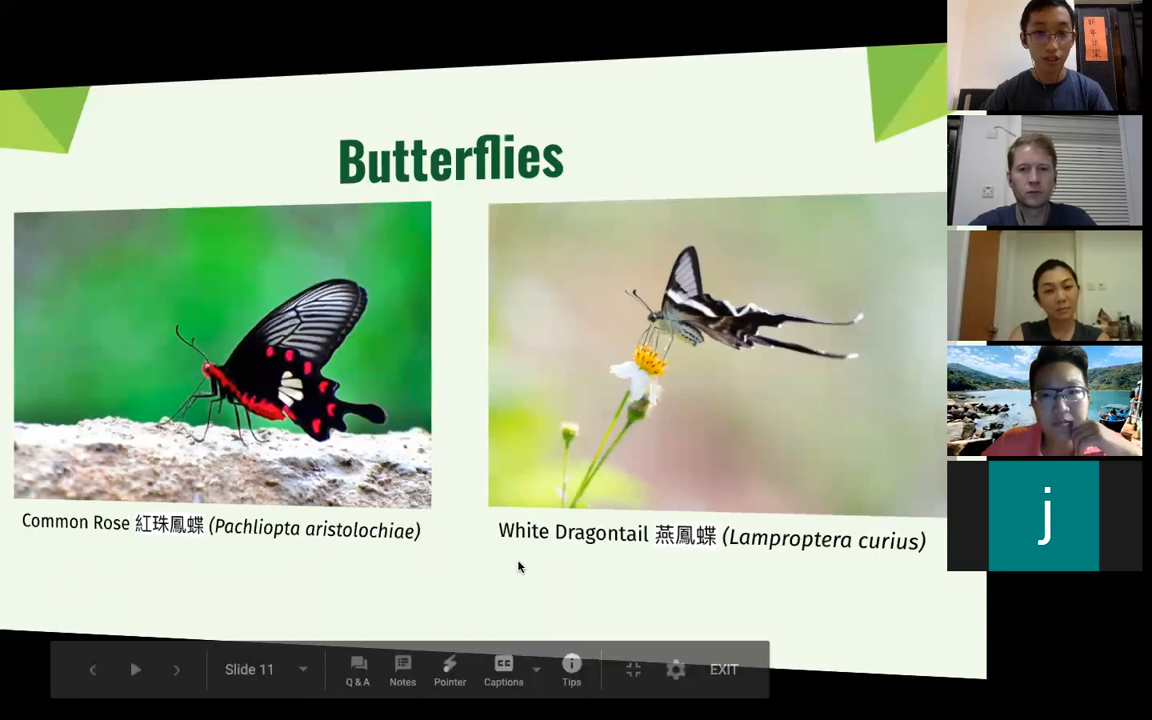 Butterflies
Common Rose 紅珠鳳蝶 (Pachliopta aristolochiae)
White Dragontail 燕鳳蝶 (Lamproptera curius)
j
Slide 11
Q & A
Notes
Pointer
CC
Captions
Tips
EXIT